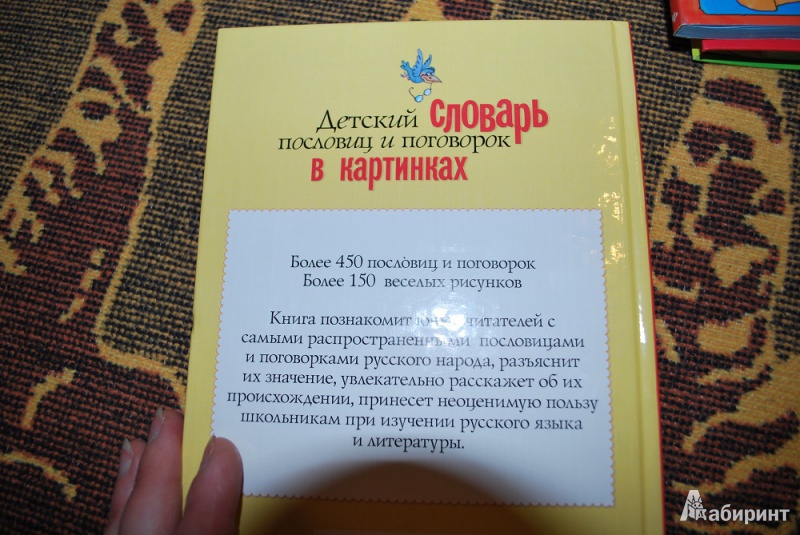 Детский словарь
пословиц и поговорок
в картинках
Более 450 пословиц и поговорок
Более 150 веселых рисунков
Книга познакомит читателей с
самыми распространенными пословицами
и поговорками русского народа, разъяснит
их значение, увлекательно расскажет об их
происхождении, принесет неоценимую пользу
школьникам при изучении русского языка
и литературы.
Лабиринт